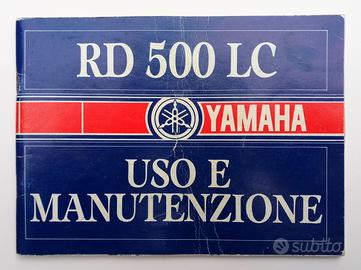 RD 500 LC
YAMAHA
USO E
MANUTENZIONE
subito